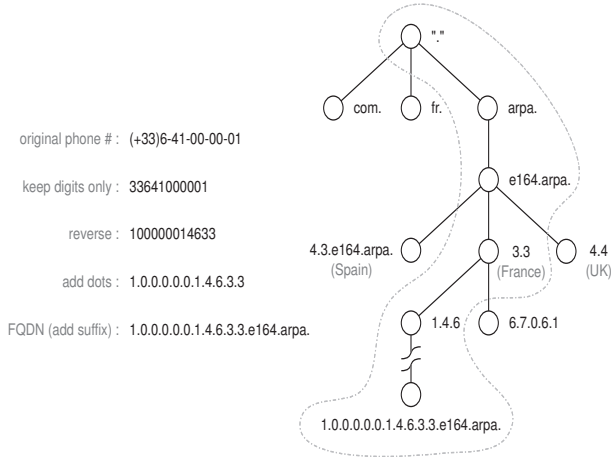 "."
com.
fr.
arpa.
original phone # : (+33)6-41-00-00-01
e164.arpa.
keep digits only : 33641000001
reverse : 100000014633
4.3.e164.arpa.
(Spain)
3.3
(France)
4.4
(UK)
add dots : 1.0.0.0.0.0.1.4.6.3.3
1.4.6
6.7.0.6.1
FQDN (add suffix) : 1.0.0.0.0.0.1.4.6.3.3.e164.arpa.
1.0.0.0.0.0.1.4.6.3.3.e164.arpa.